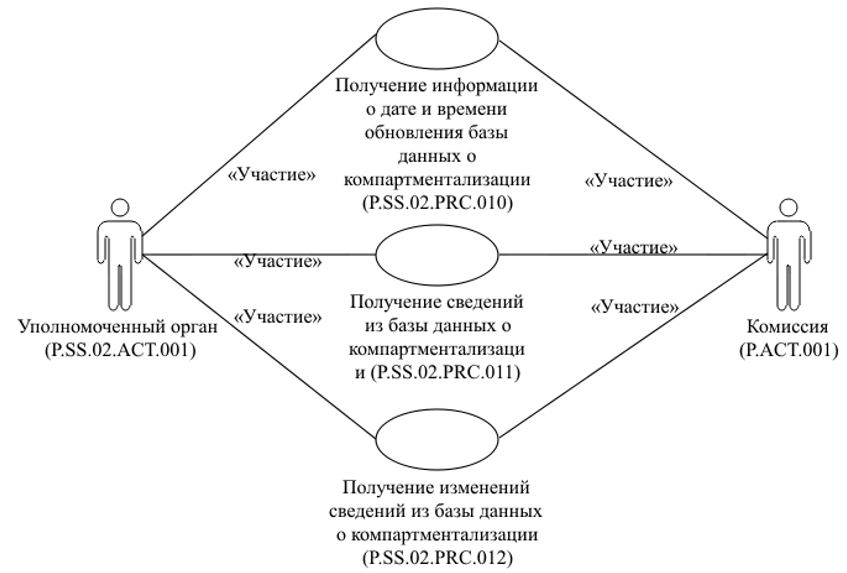 Получение информации
о дате и времени
обновления базы
данных о
компартментализации
(P.SS.02.PRC.010)
«Участие»
«Участие»
«Участие»
«Участие»
Уполномоченный орган
(P.SS.02.ACT.001)
Получение сведений
из базы данных о
компартментализаци
и (P.SS.02.PRC.011)
Комиссия
(P.ACT.001)
«Участие»
«Участие»
Получение изменений
сведений из базы данных
о компартментализации
(P.SS.02.PRC.012)